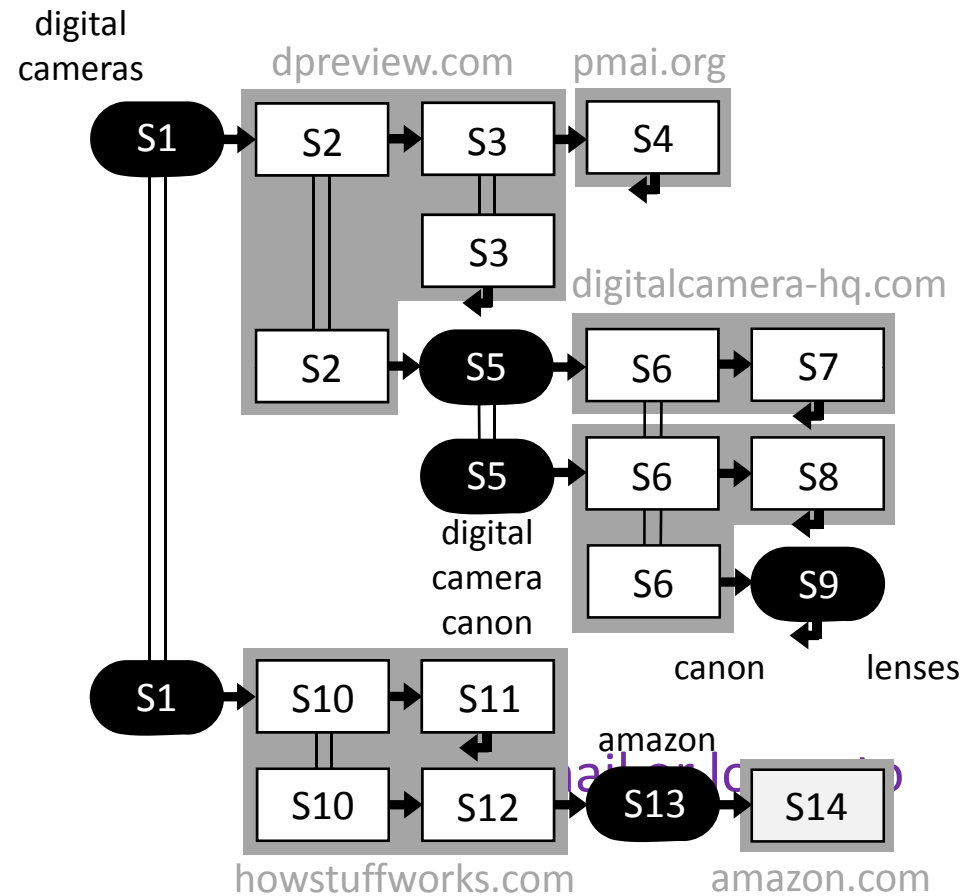 digital
cameras
dpreview.com
pmai.org
S1
S2
S3
S4
S3
digitalcamera-hq.com
S2
S5
S6
S7
S5
S6
S8
digital
camera
canon
S6
S9
canon lenses
S1
S10
S11
amazon
S10
S12
S13
S14
howstuffworks.com
amazon.com